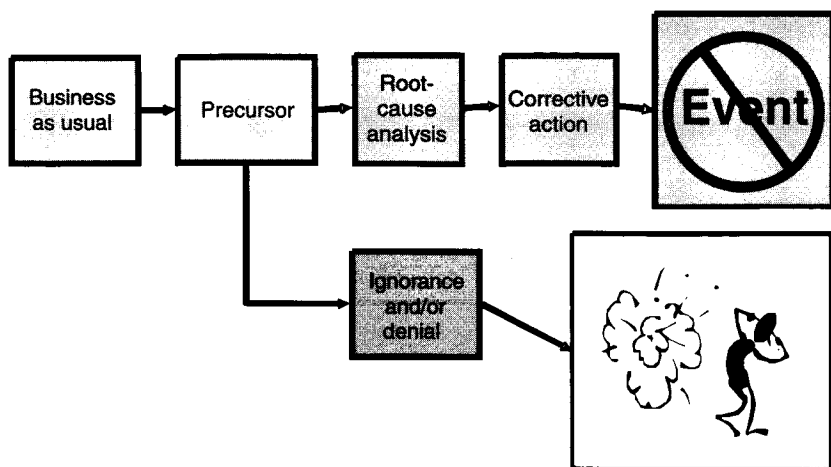 Business
as usual
Precursor
Root-
cause
analysis
Corrective
action
Event
Ignorance
and/or
denial